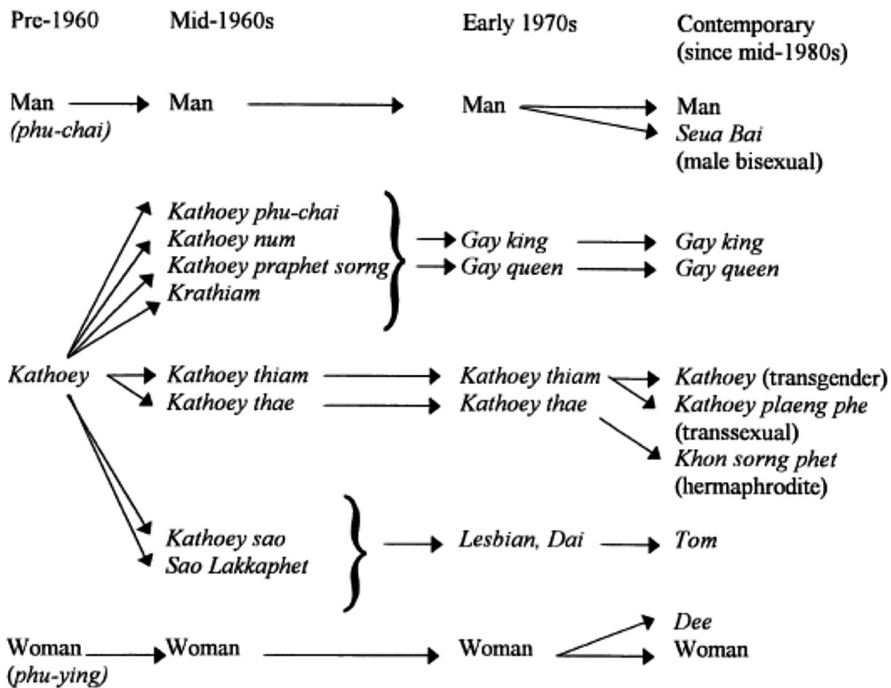 Pre-1960 Mid-1960s Early 1970s Contemporary
(since mid-1980s)
Man Man Man Man
(phu-chai) Seua Bai
(male bisexual)
Kathoey phu-chai
Kathoey num Gay king Gay king
Kathoey praphet sorng Gay queen Gay queen
Krathiam
Kathoey Kathoey thiam Kathoey thiam Kathoey (transgender)
Kathoey thae Kathoey thae Kathoey plaeng phe
(transsexual)
Khon sorng phet
(hermaphrodite)
Kathoey sao Lesbian, Dai Tom
Sao Lakkaphet
Dee
Woman Woman Woman Woman
(phu-ying)